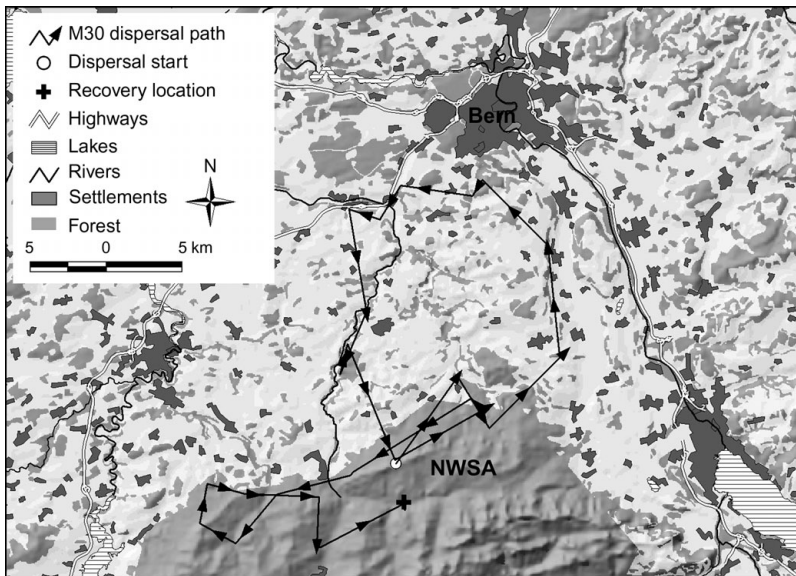 M30 dispersal path
Dispersal start
Recovery location
Highways
Lakes
Rivers
Settlements
Forest
N
5 0 5 km
Bern
NWSA